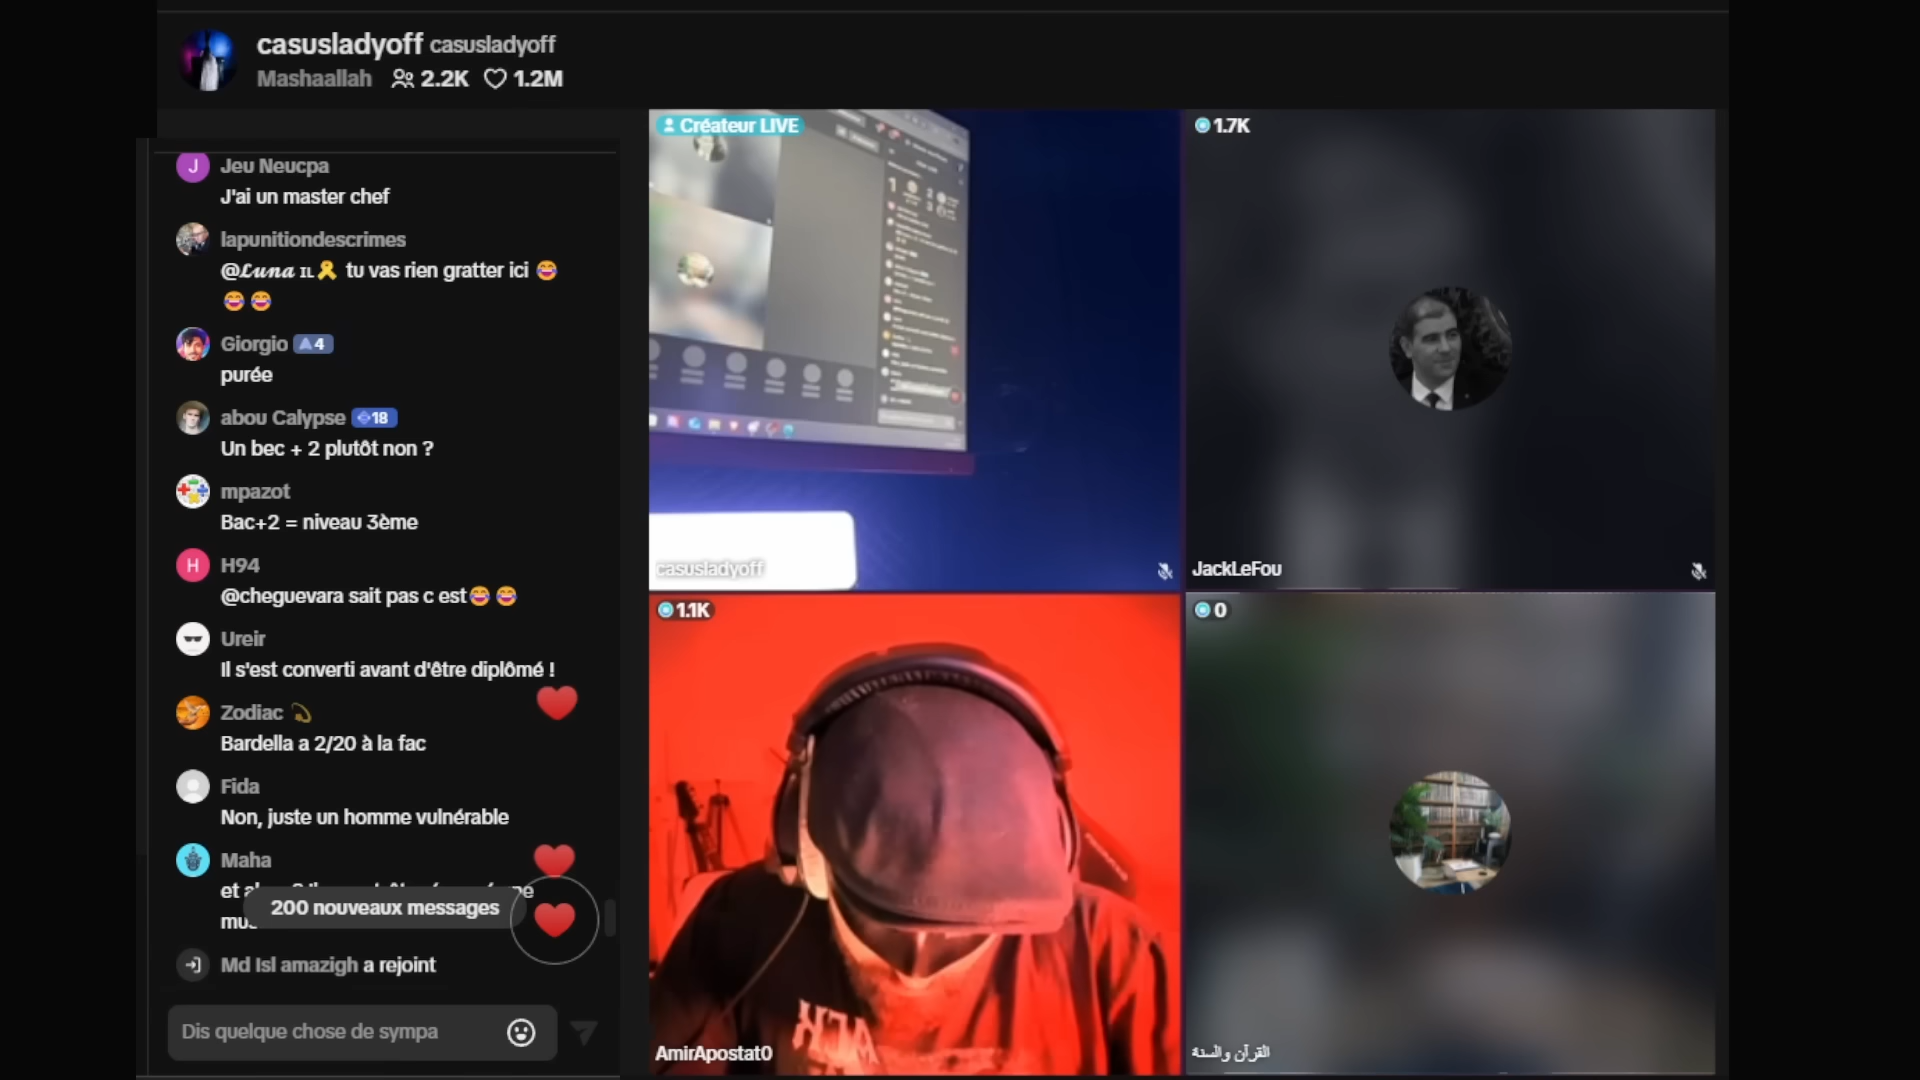 casusladyoff casusladyoff
Mashaallah 2.2K 1.2M
Jeu Neucpa
J'ai un master chef
lapunitiondescrimes
@𝓛𝓾𝓷𝓪 ɪʟ🎗️ tu vas rien gratter ici 😂
😂 😂
Giorgio 4
purée
abou Calypse 18
Un bec + 2 plutôt non ?
mpazot
Bac+2 = niveau 3ème
H H94
@cheguevara sait pas c est😂 😂
Ureir
Il s'est converti avant d'être diplômé !
Zodiac 💫
Bardella a 2/20 à la fac
Fida
Non, juste un homme vulnérable
Maha
et
200 nouveaux messages
Md Isl amazigh a rejoint
Dis quelque chose de sympa
Créateur LIVE
casusladyoff
1.7K
JackLeFou
1.1K
AmirApostat0
0
القرآن والسنة